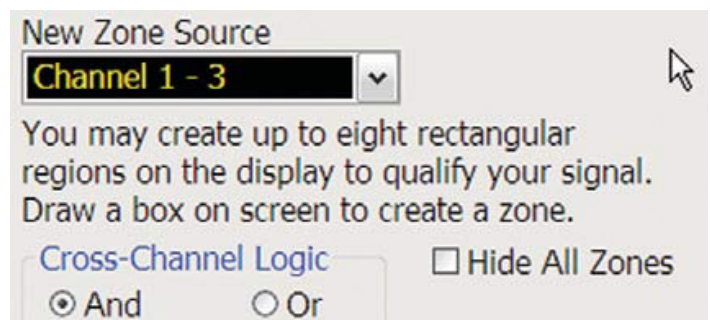 New Zone Source
Channel 1 - 3
You may create up to eight rectangular
regions on the display to qualify your signal.
Draw a box on screen to create a zone.
Cross-Channel Logic
Hide All Zones
And Or